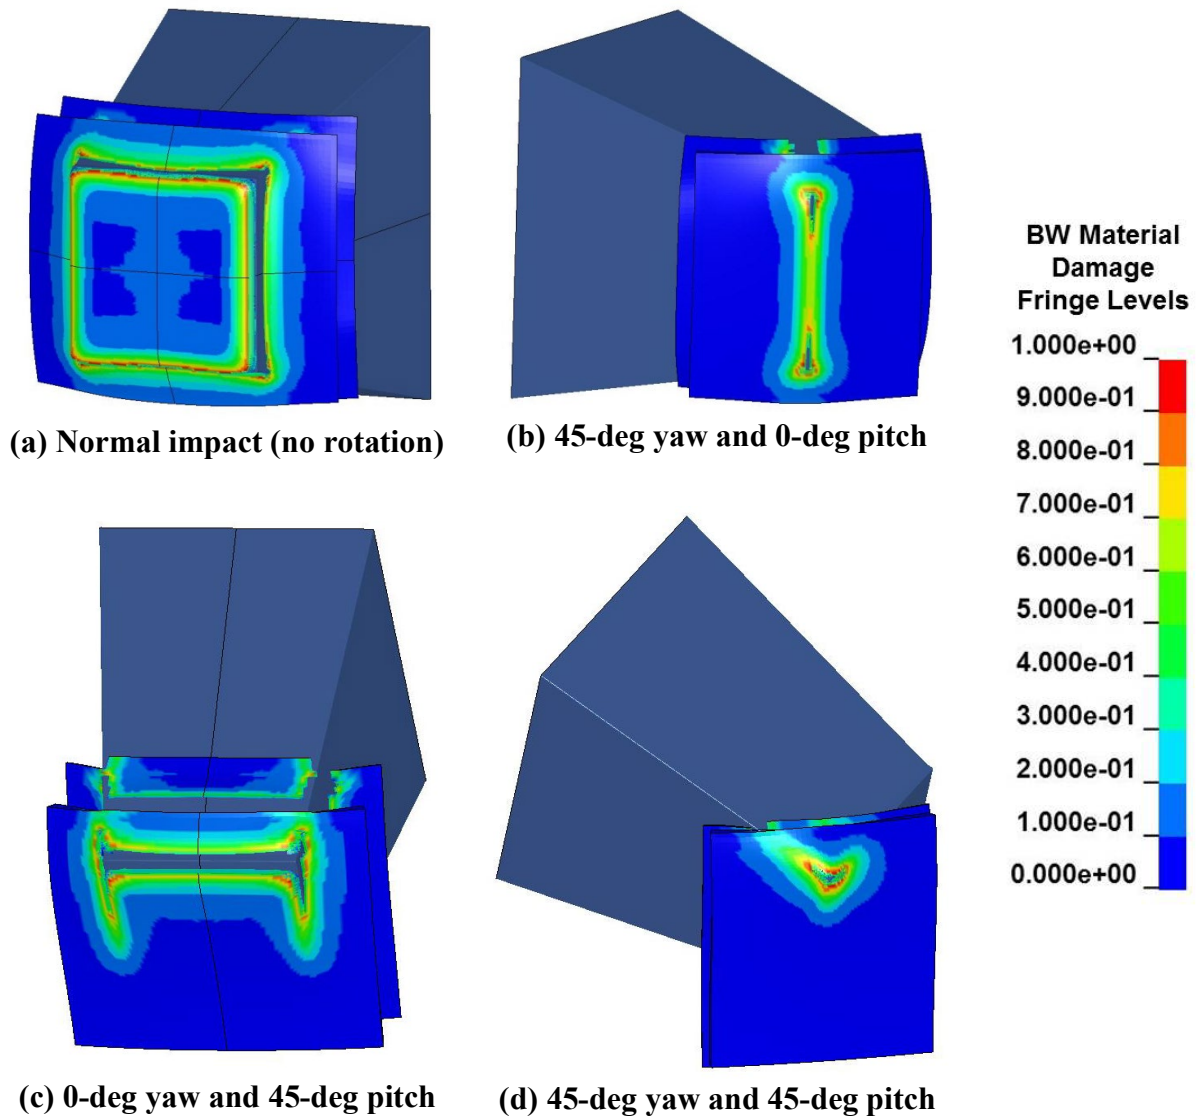 (a) Normal impact (no rotation)
(b) 45-deg yaw and 0-deg pitch
BW Material
Damage
Fringe Levels
1.000e+00
9.000e-01
8.000e-01
7.000e-01
6.000e-01
5.000e-01
4.000e-01
3.000e-01
2.000e-01
1.000e-01
0.000e+00
(c) 0-deg yaw and 45-deg pitch
(d) 45-deg yaw and 45-deg pitch